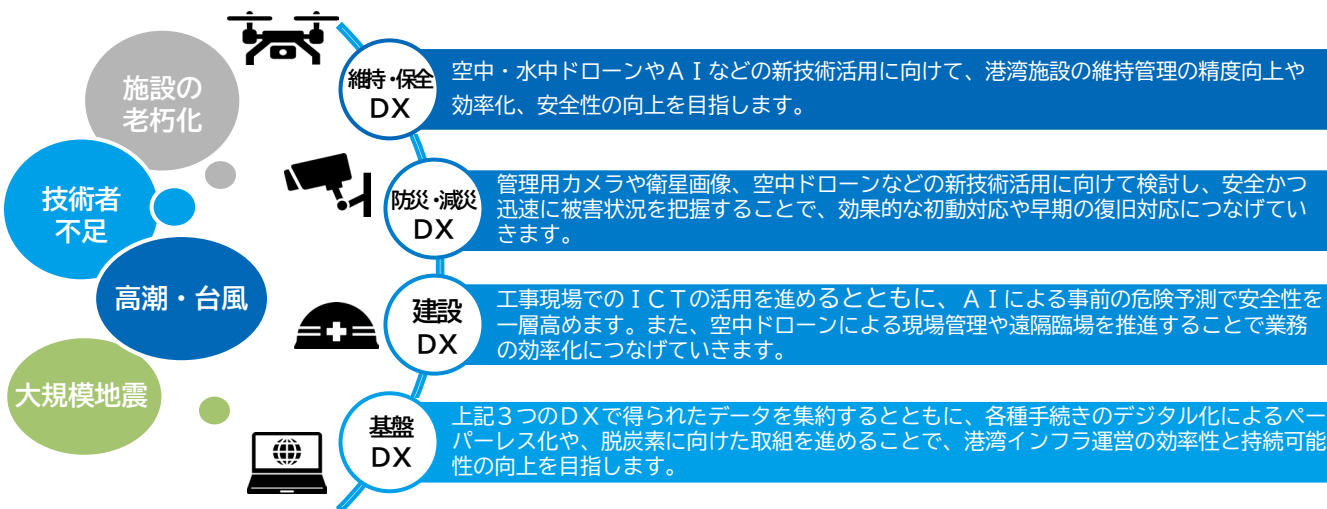 施設の
老朽化
技術者
不足
高潮・台風
大規模地震
維持・保全
DX
空中・水中ドローンやAIなどの新技術活用に向けて、港湾施設の維持管理の精度向上や
効率化、安全性の向上を目指します。
防災・減災
DX
管理用カメラや衛星画像、空中ドローンなどの新技術活用に向けて検討し、安全かつ
迅速に被害状況を把握することで、効果的な初動対応や早期の復旧対応につなげてい
きます。
建設
DX
工事現場でのICTの活用を進めるとともに、AIによる事前の危険予測で安全性を
一層高めます。また、空中ドローンによる現場管理や遠隔臨場を推進することで業務
の効率化につなげていきます。
基盤
DX
上記3つのDXで得られたデータを集約するとともに、各種手続きのデジタル化によるペー
パーレス化や、脱炭素に向けた取組を進めることで、港湾インフラ運営の効率性と持続可能
性の向上を目指します。